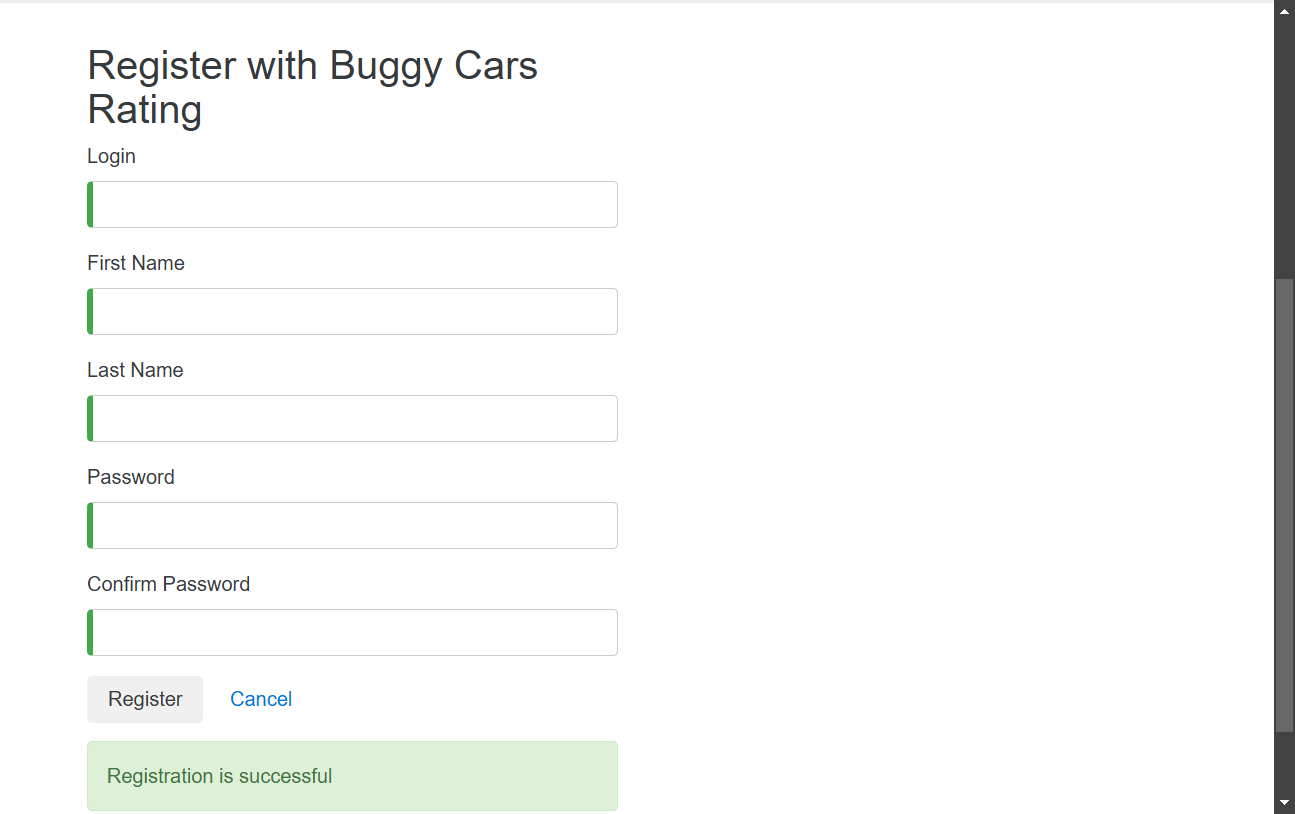 Register with Buggy Cars
Rating
Login
First Name
Last Name
Password
Confirm Password
Register Cancel
Registration is successful